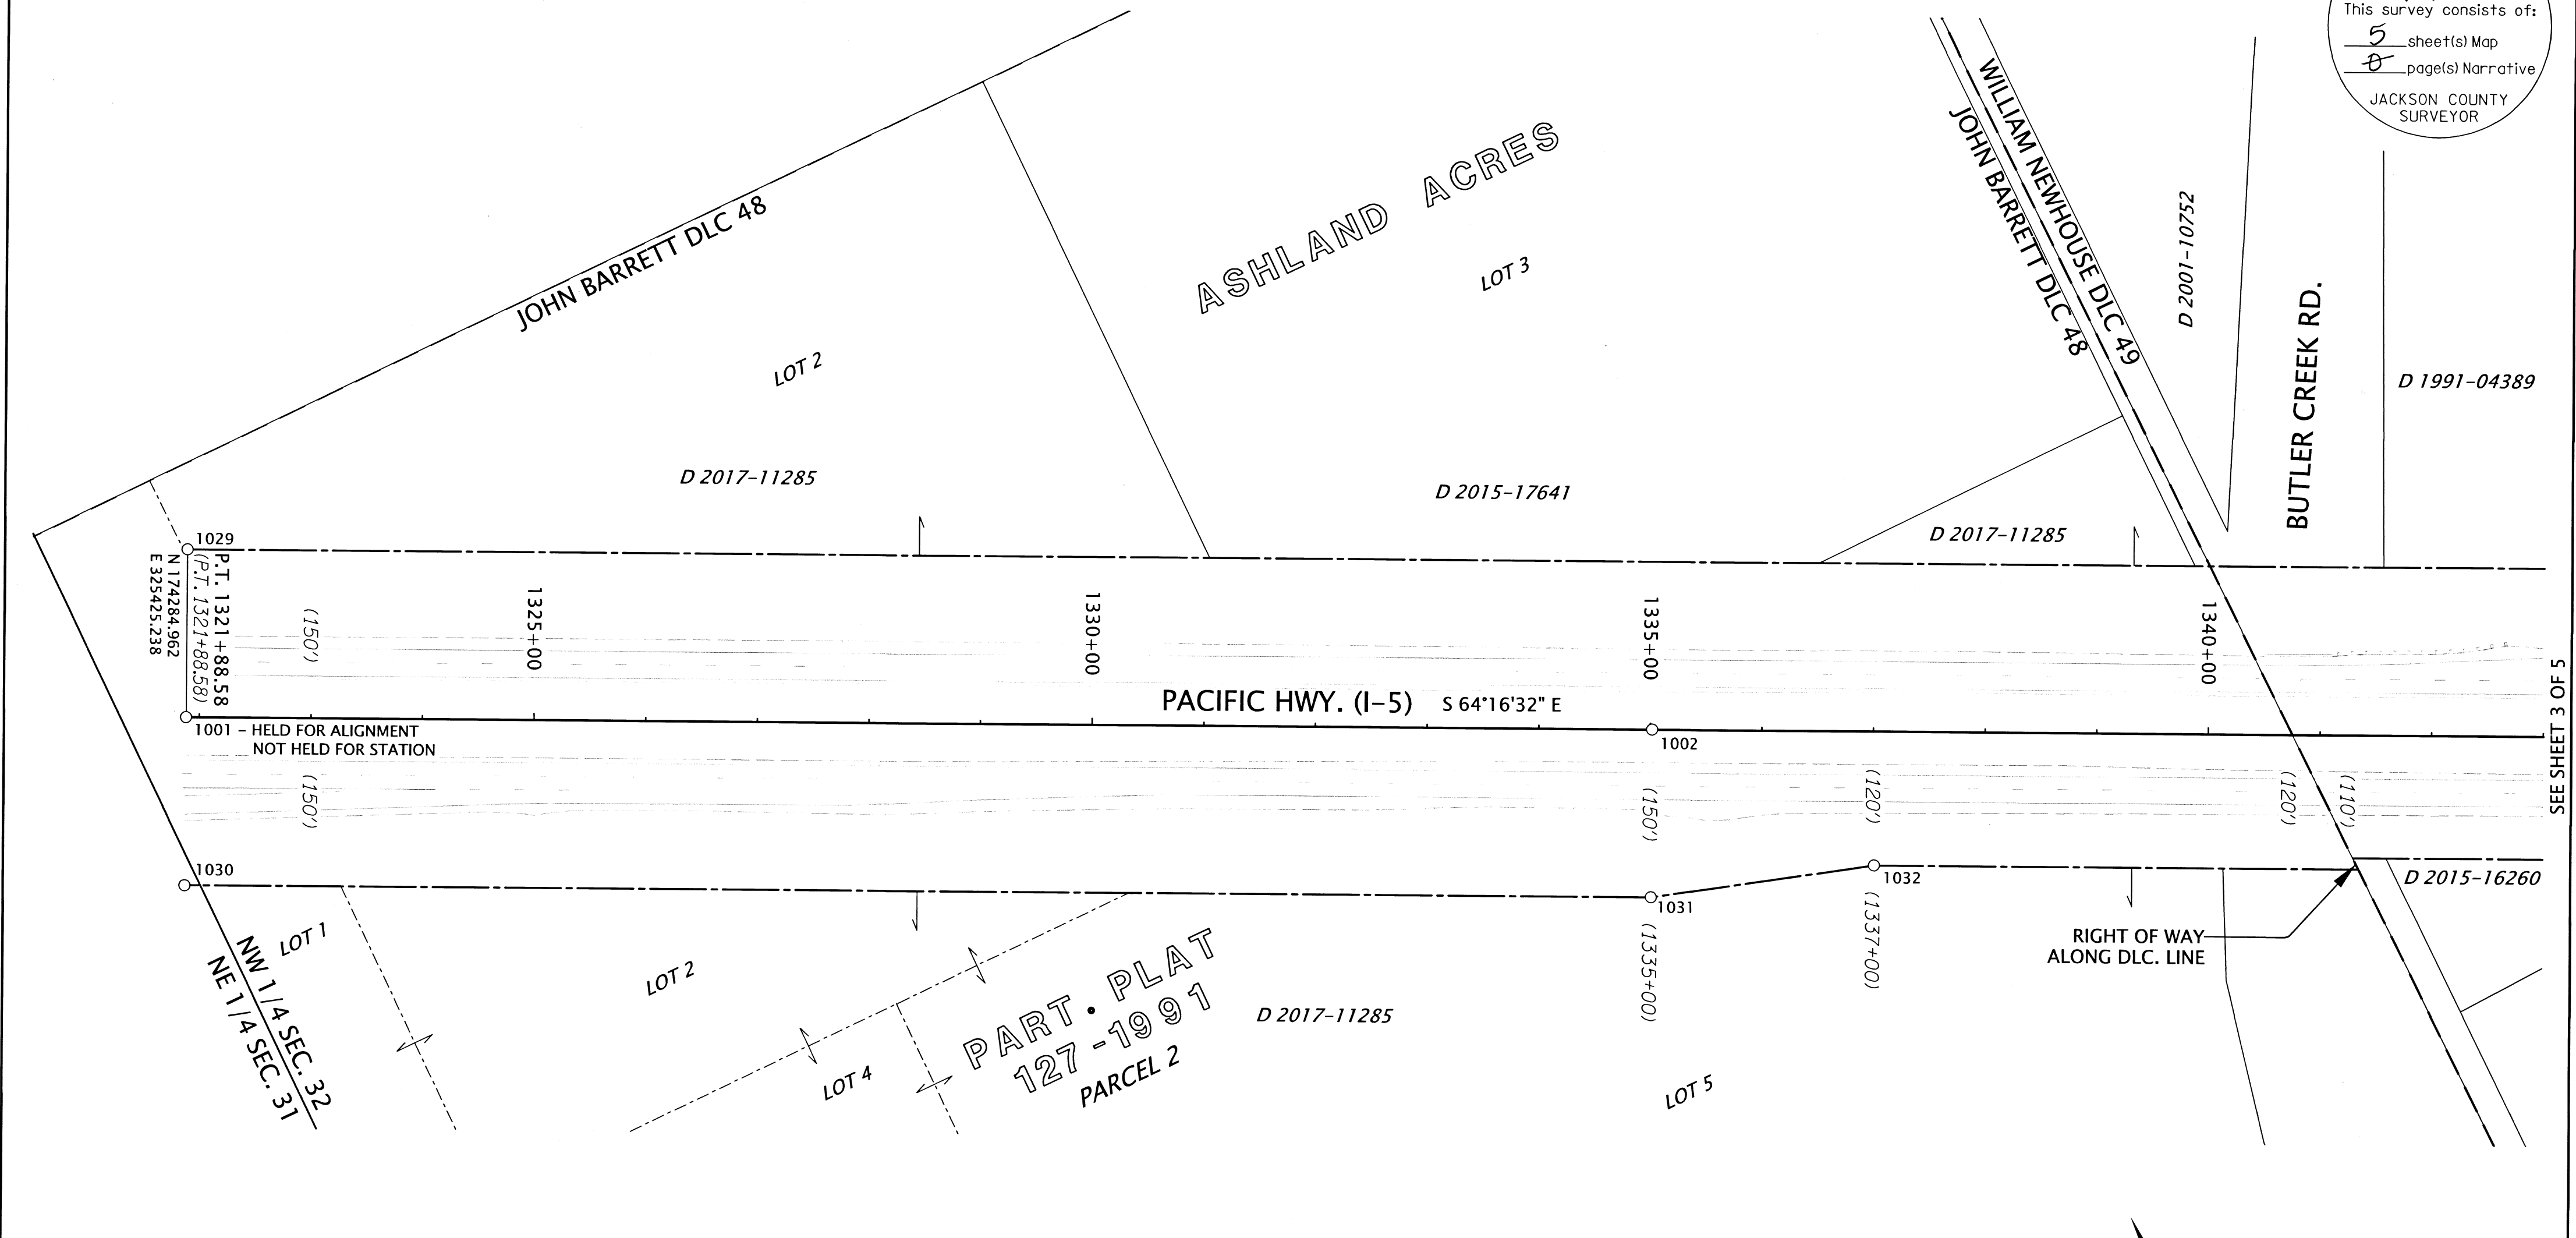 This survey consists of:
5 sheet(s) Map
0 page(s) Narrative
JACKSON COUNTY
SURVEYOR
JOHN BARRETT DLC 48
ASHLAND ACRES
LOT 3
LOT 2
WILLIAM NEWHOUSE DLC 49
JOHN BARRETT DLC 48
D 2001-10752
BUTLER CREEK RD.
D 1991-04389
D 2017-11285
D 2015-17641
D 2017-11285
1029
P.T. 1321+88.58
(P.T. 1321+88.58)
N 174284.962
E 325425.238
(150')
1325+00
1330+00
1335+00
1340+00
PACIFIC HWY. (I-5) S 64°16'32" E
1001 - HELD FOR ALIGNMENT
NOT HELD FOR STATION
1002
SEE SHEET 3 OF 5
(150')
(150')
(120')
(120')
(110')
1030
1031
1032
(1335+00)
(1337+00)
D 2015-16260
RIGHT OF WAY
ALONG DLC. LINE
LOT 1
NW 1/4 SEC. 32
NE 1/4 SEC. 31
LOT 2
PART. PLAT
127-1991
PARCEL 2
D 2017-11285
LOT 4
LOT 5